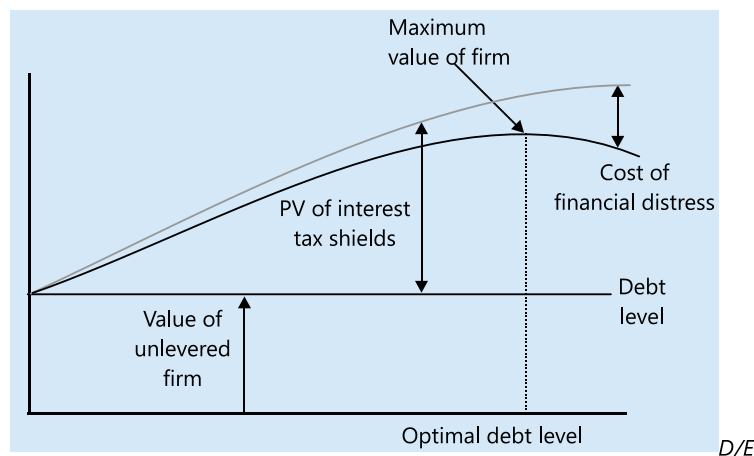 Maximum
value of firm
Cost of
financial distress
PV of interest
tax shields
Debt
level
Value of
unlevered
firm
Optimal debt level
D/E